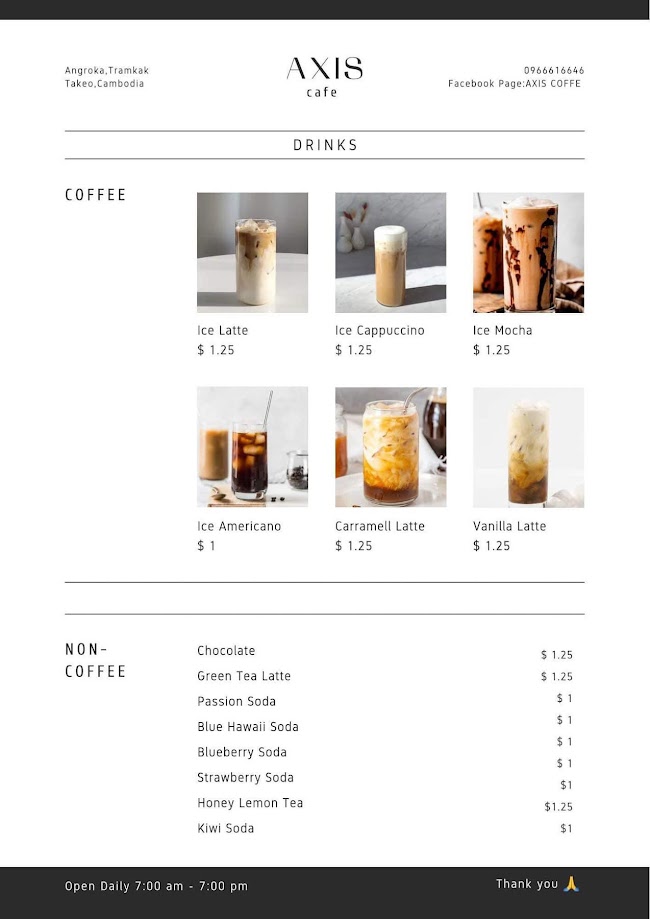 Angroka,Tramkak
Takeo,Cambodia
AXIS
cafe
0966616646
Facebook Page:AXIS COFFE
DRINKS
COFFEE
Ice Latte
$ 1.25
Ice Cappuccino
$ 1.25
Ice Mocha
$ 1.25
Ice Americano
$ 1
Carramell Latte
$ 1.25
Vanilla Latte
$ 1.25
NON-
COFFEE
Chocolate
Green Tea Latte
Passion Soda
Blue Hawaii Soda
Blueberry Soda
Strawberry Soda
Honey Lemon Tea
Kiwi Soda
$ 1.25
$ 1.25
$ 1
$ 1
$ 1
$ 1
$1
$1.25
$1
Open Daily 7:00 am - 7:00 pm
Thank you 🙏